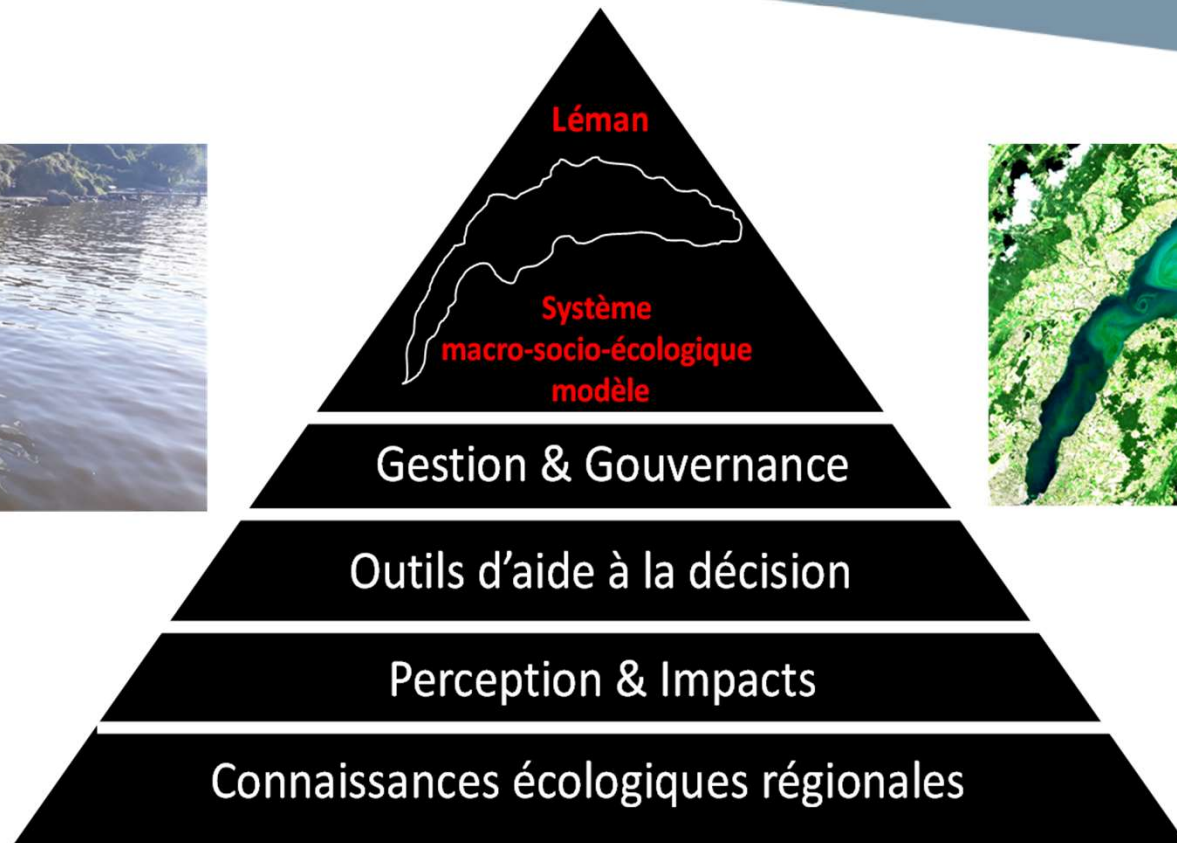 Léman
Système
macro-socio-écologique
modèle
Gestion & Gouvernance
Outils d'aide à la décision
Perception & Impacts
Connaissances écologiques régionales